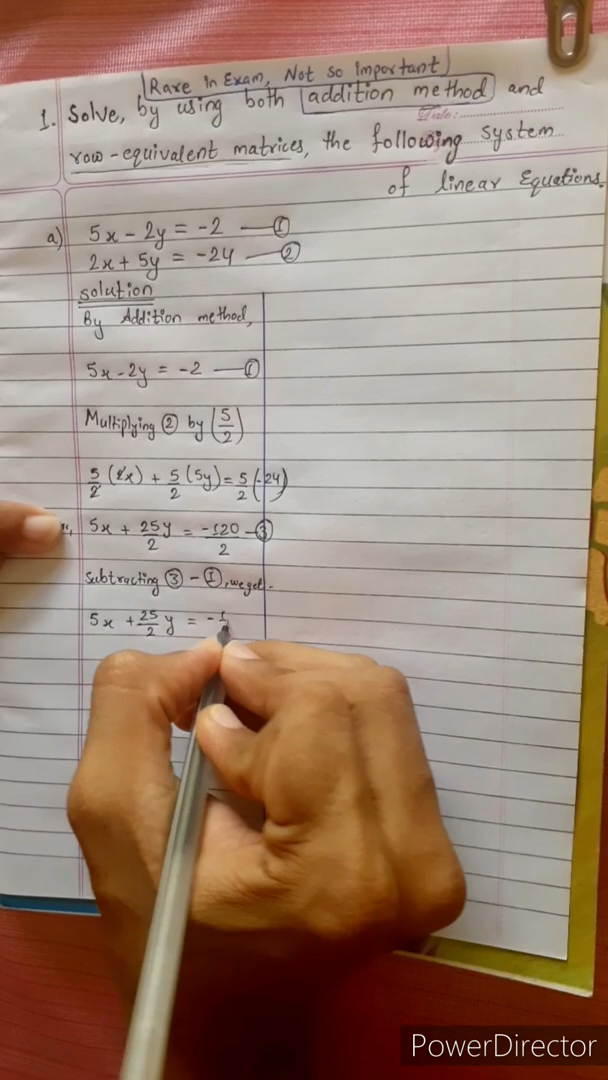 Rare in Exam, Not so important
1. Solve, by using both addition method and
Date:
row-equivalent matrices, the following system
of linear Equations.
a) 5x - 2y = -2 — ①
2x + 5y = -24 — ②
solution
By Addition method,
5x - 2y = -2 — ①
Multiplying ② by (5/2)
5/2 (2x) + 5/2 (5y) = 5/2 (-24)
5x + 25y/2 = -120/2 — ③
Subtracting ③ - ①, we get.
5x + 25/2 y = -1
PowerDirector